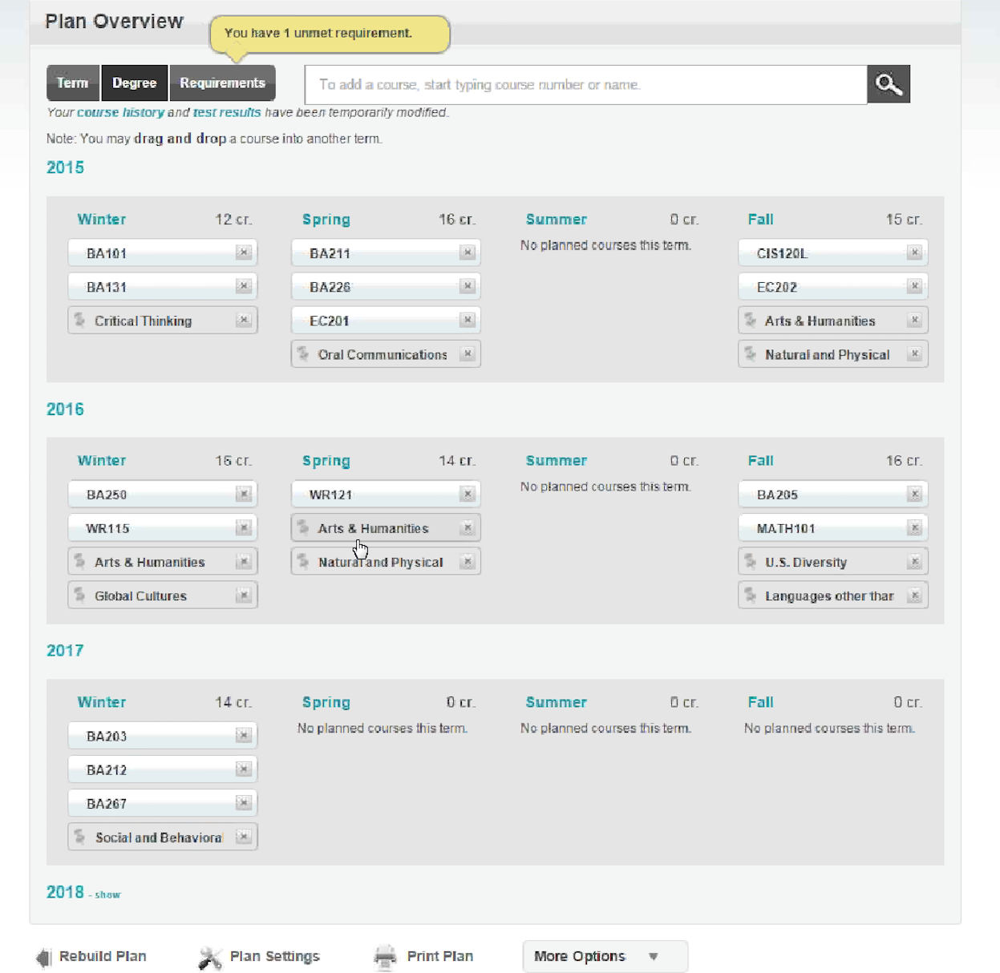 Plan Overview
You have 1 unmet requirement.
Term Degree Requirements
To add a course, start typing course number or name.
Your course history and test results have been temporarily modified.
Note: You may drag and drop a course into another term.
2015
Winter 12 cr.
BA101
BA131
Critical Thinking
Spring 16 cr.
BA211
BA226
EC201
Oral Communications
Summer 0 cr.
No planned courses this term.
Fall 15 cr.
CIS120L
EC202
Arts & Humanities
Natural and Physical
2016
Winter 16 cr.
BA250
WR115
Arts & Humanities
Global Cultures
Spring 14 cr.
WR121
Arts & Humanities
Natural and Physical
Summer 0 cr.
No planned courses this term.
Fall 16 cr.
BA205
MATH101
U.S. Diversity
Languages other thar
2017
Winter 14 cr.
BA203
BA212
BA267
Social and Behaviora
Spring 0 cr.
No planned courses this term.
Summer 0 cr.
No planned courses this term.
Fall 0 cr.
No planned courses this term.
2018 - show
Rebuild Plan
Plan Settings
Print Plan
More Options